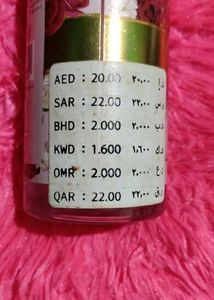 AED : 20.00 ٢٠,٠٠ د.إ
SAR : 22.00 ٢٢,٠٠ ر.س
BHD : 2.000 ٢,٠٠٠ د.ب
KWD : 1.600 ١,٦٠٠ د.ك
OMR : 2.000 ٢,٠٠٠ ر.ع
QAR : 22.00 ٢٢,٠٠ ر.ق